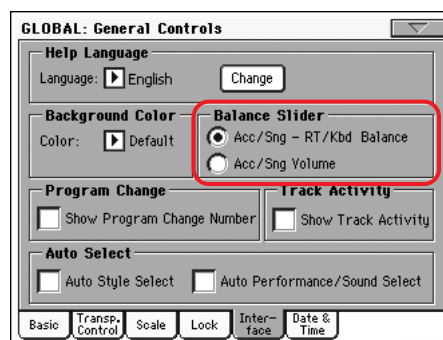 GLOBAL: General Controls
Help Language
Language: English Change
Background Color
Color: Default
Balance Slider
Acc/Sng - RT/Kbd Balance
Acc/Sng Volume
Program Change
Show Program Change Number
Track Activity
Show Track Activity
Auto Select
Auto Style Select Auto Performance/Sound Select
Basic
Transp. Control
Scale
Lock
Inter-
face
Date &
Time